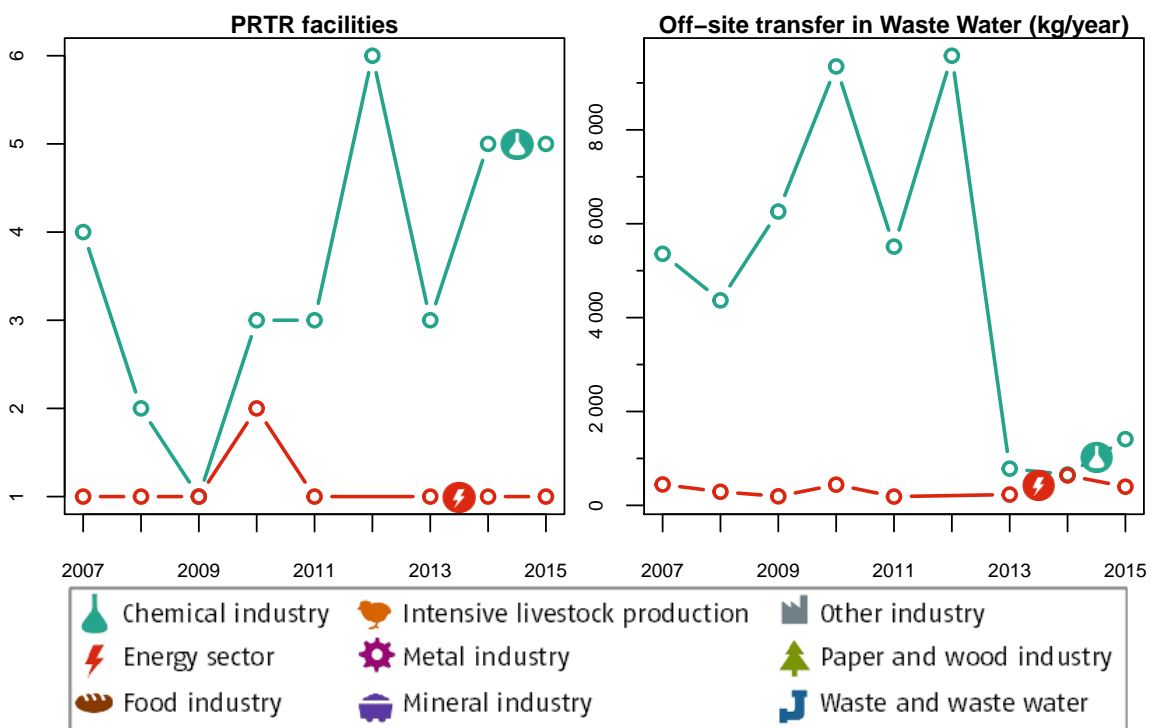 PRTR facilities
6
5
4
3
2
1
2007 2009 2011 2013 2015
Off−site transfer in Waste Water (kg/year)
8 000
6 000
4 000
2 000
0
2007 2009 2011 2013 2015
Chemical industry Intensive livestock production Other industry
Energy sector Metal industry Paper and wood industry
Food industry Mineral industry Waste and waste water